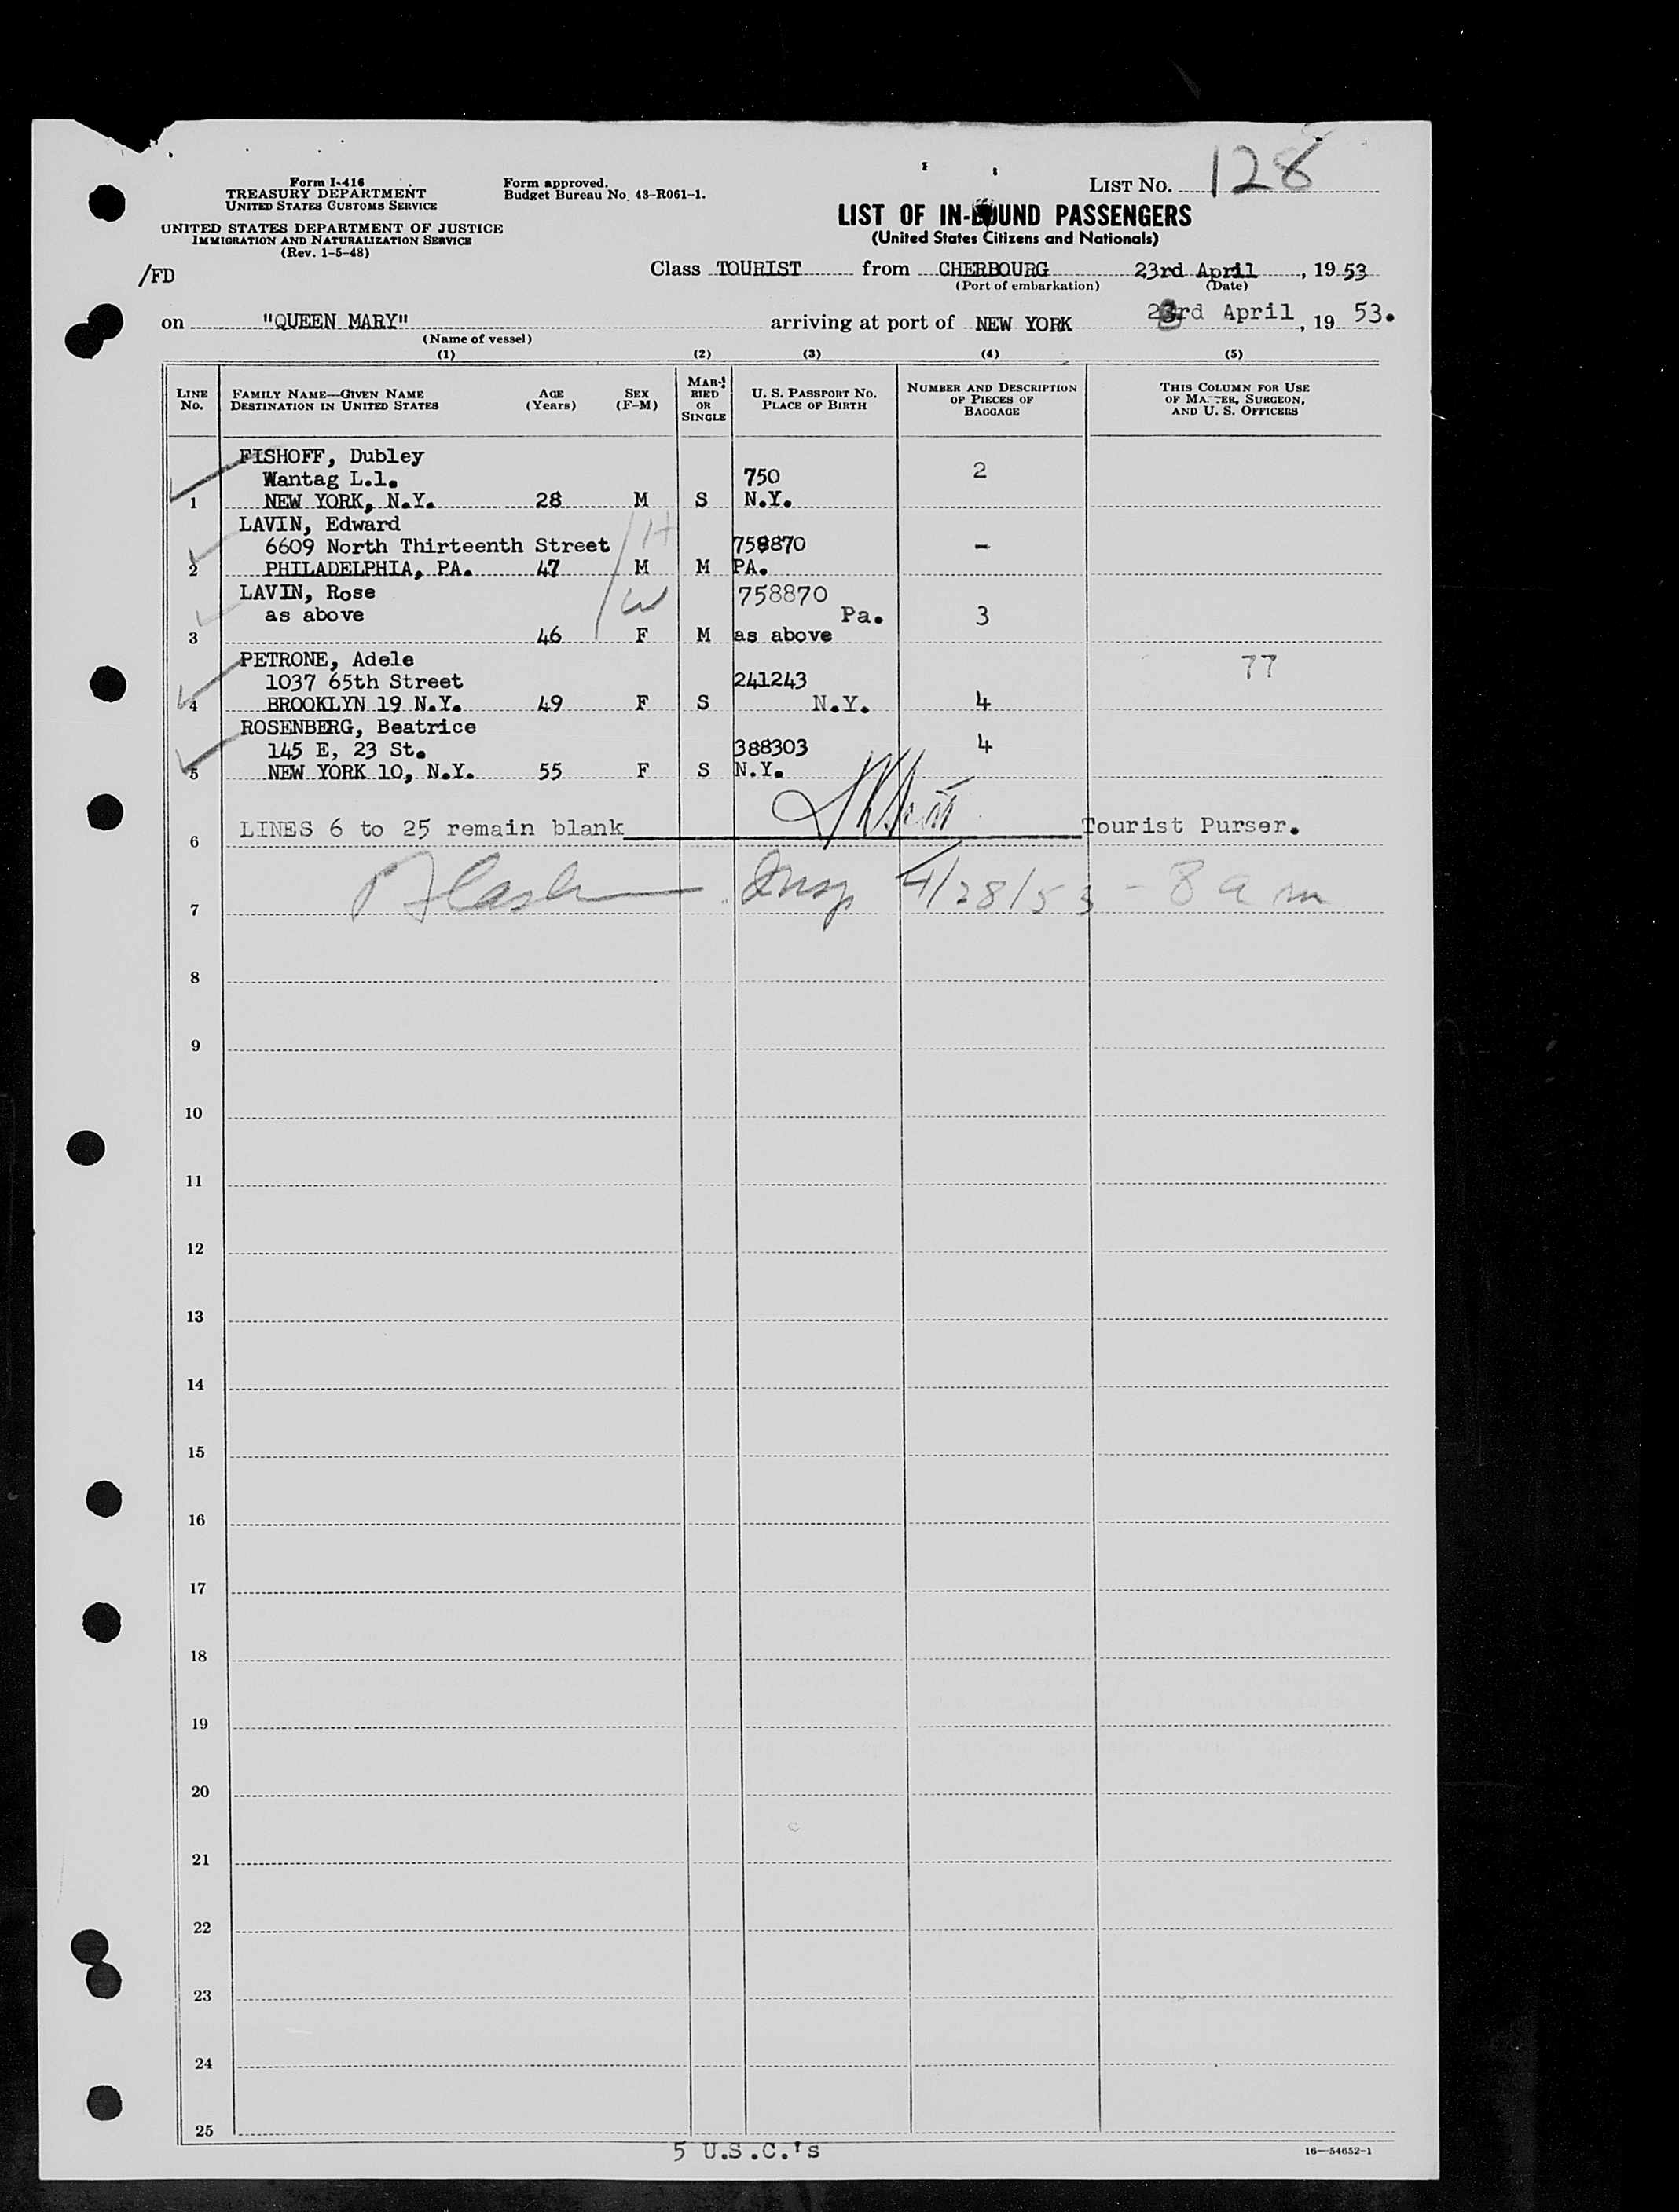 LIST NO. 128
Form I-416
TREASURY DEPARTMENT
UNITED STATES CUSTOMS SERVICE
Form approved.
Budget Bureau No. 43-R061-1.
UNITED STATES DEPARTMENT OF JUSTICE
IMMIGRATION AND NATURALIZATION SERVICE
(Rev. 1-5-48)
LIST OF IN-BOUND PASSENGERS
(United States Citizens and Nationals)
/FD
Class TOURIST from CHERBOURG 23rd April, 1953
(Port of embarkation) (Date)
on "QUEEN MARY" arriving at port of NEW YORK 23rd April, 19 53.
(Name of vessel)
(1) (2) (3) (4) (5)
LINE No. FAMILY NAME—GIVEN NAME DESTINATION IN UNITED STATES AGE (Years) SEX (F-M) MARRIED OR SINGLE U. S. PASSPORT NO. PLACE OF BIRTH NUMBER AND DESCRIPTION OF PIECES OF BAGGAGE THIS COLUMN FOR USE OF MASTER, SURGEON, AND U. S. OFFICERS
FISHOFF, Dubley
Wantag L.l. 750 2
1 NEW YORK, N.Y. 28 M S N.Y.
LAVIN, Edward H
6609 North Thirteenth Street 758870 -
2 PHILADELPHIA, PA. 47 M M PA.
LAVIN, Rose W 758870
as above Pa. 3
3 46 F M as above
PETRONE, Adele 77
1037 65th Street 241243
4 BROOKLYN 19 N.Y. 49 F S N.Y. 4
ROSENBERG, Beatrice
145 E, 23 St. 388303 4
5 NEW YORK 10, N.Y. 55 F S N.Y.
6 LINES 6 to 25 remain blank Tourist Purser.
7 Insp 4/28/53 - 8 am
8
9
10
11
12
13
14
15
16
17
18
19
20
21
22
23
24
25
5 U.S.C.'s
16—54652-1